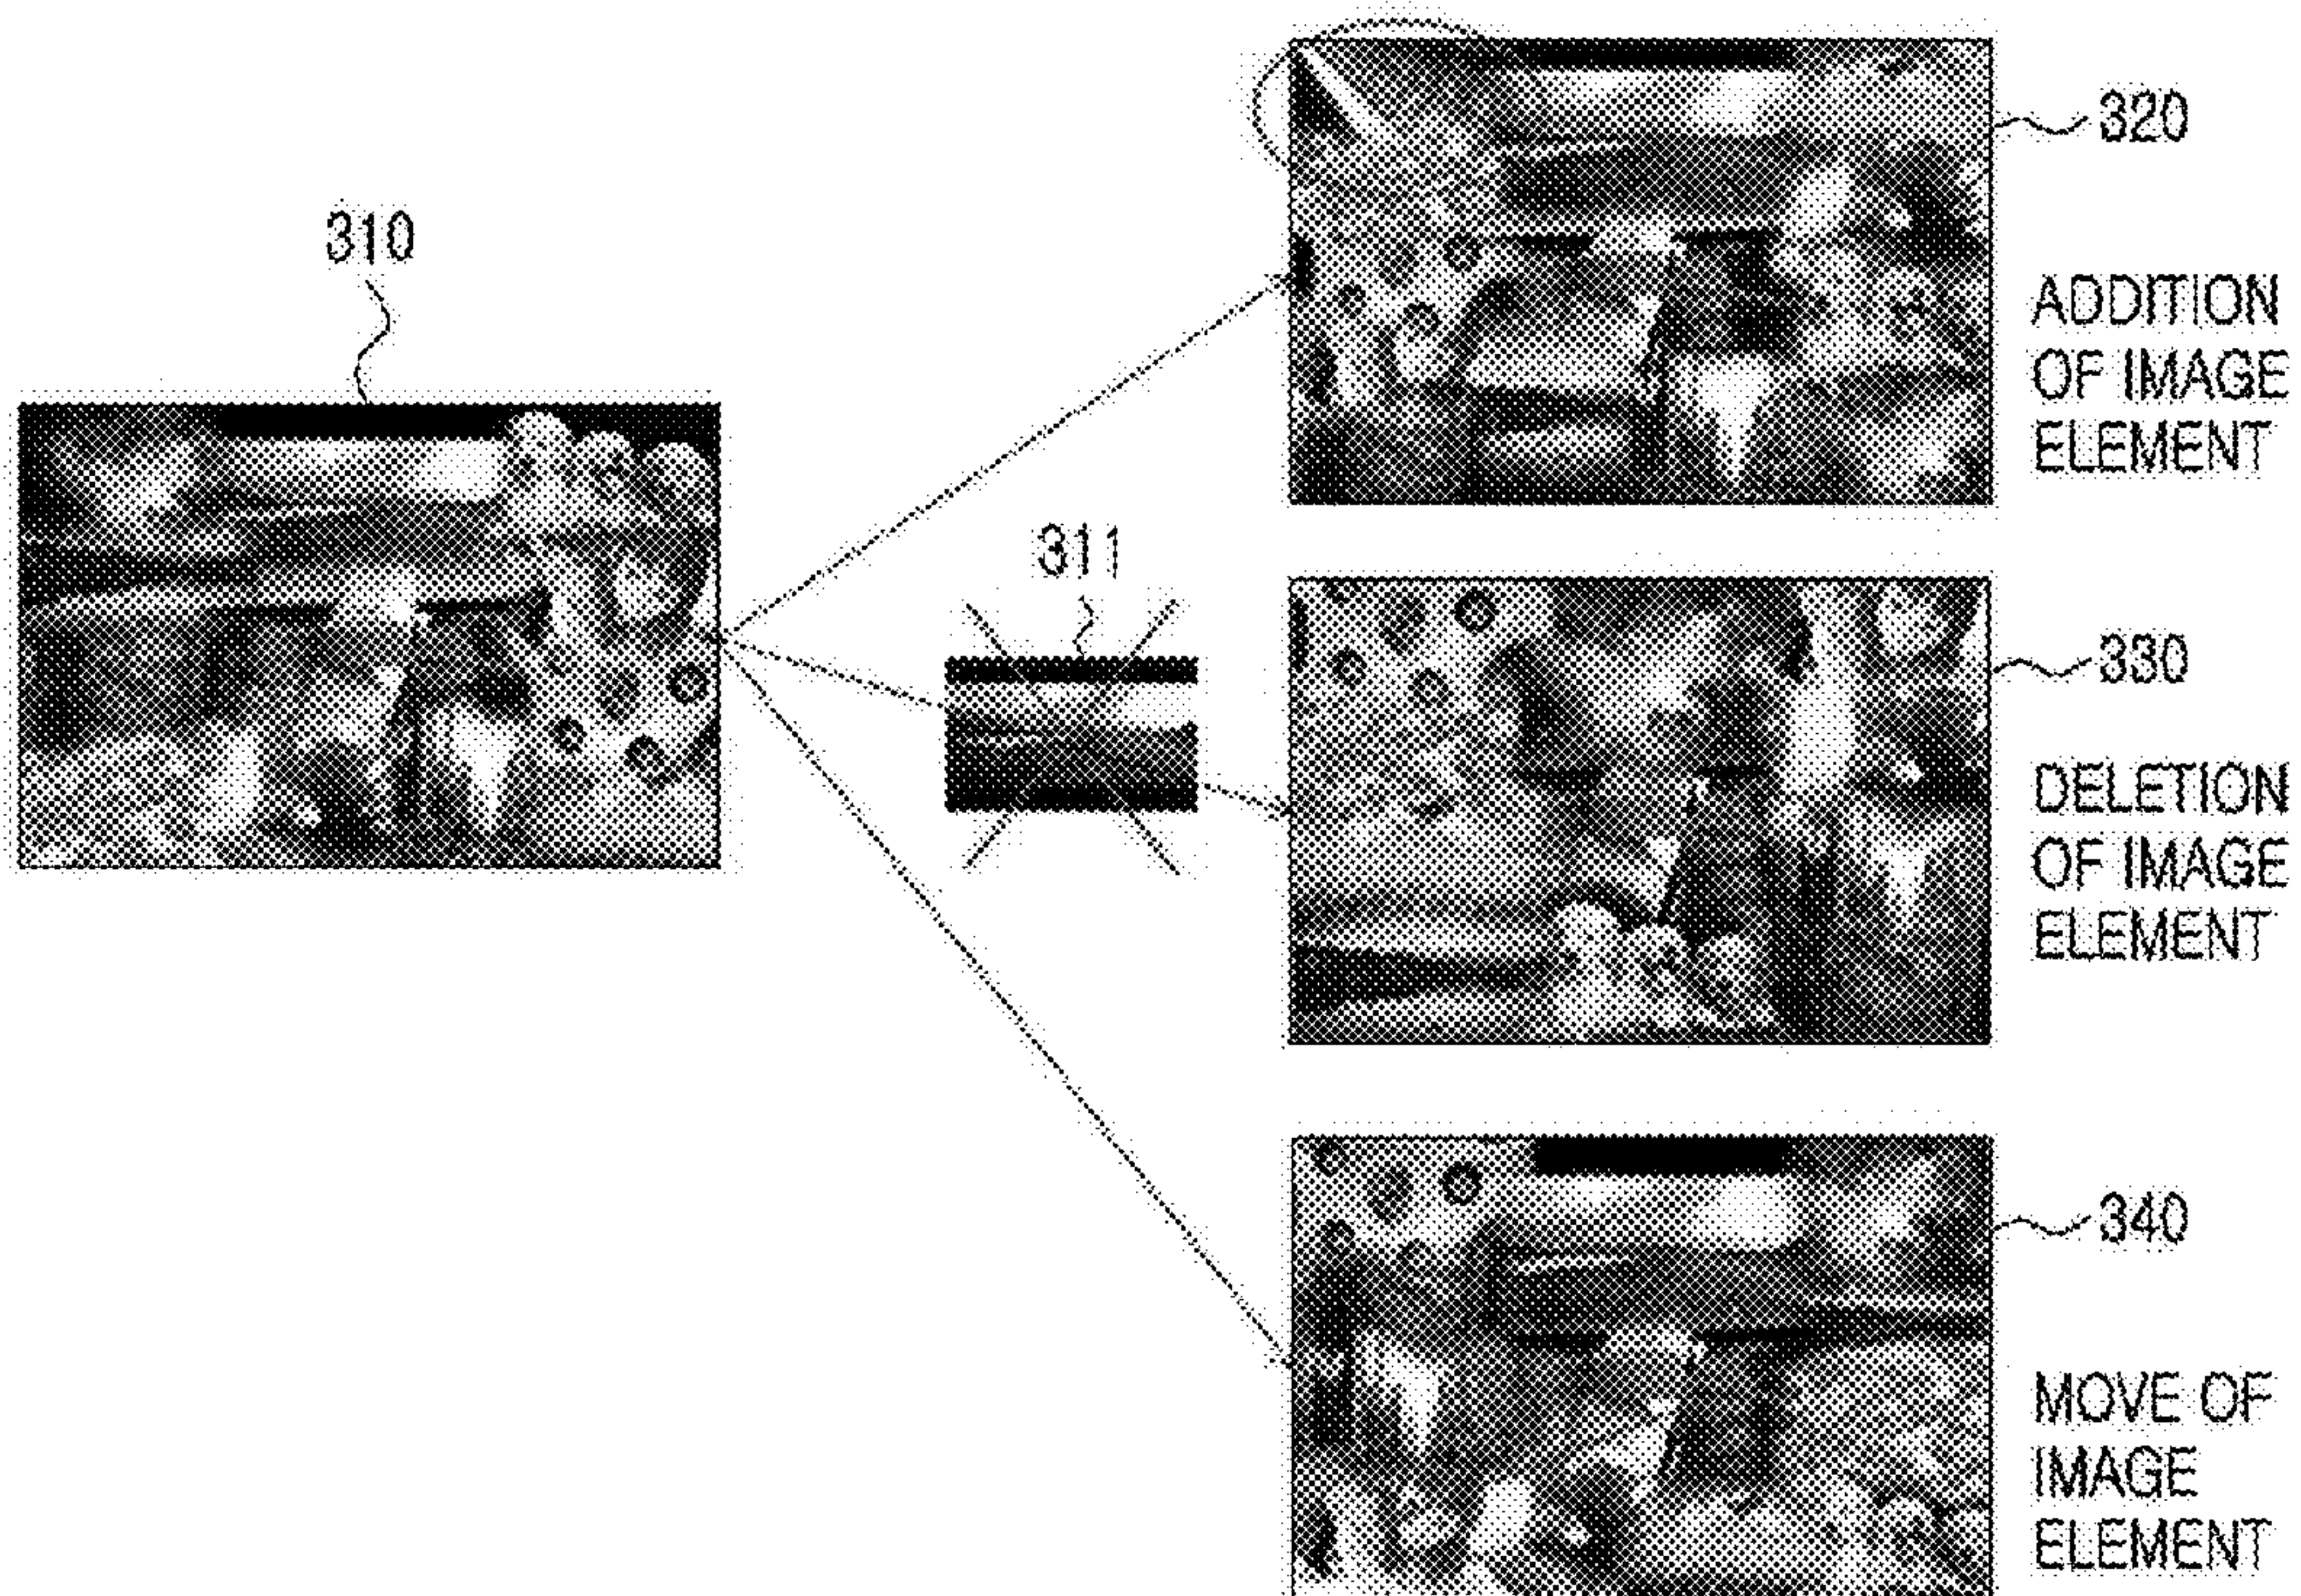 310
311
320
ADDITION
OF IMAGE
ELEMENT
330
DELETION
OF IMAGE
ELEMENT
340
MOVE OF
IMAGE
ELEMENT